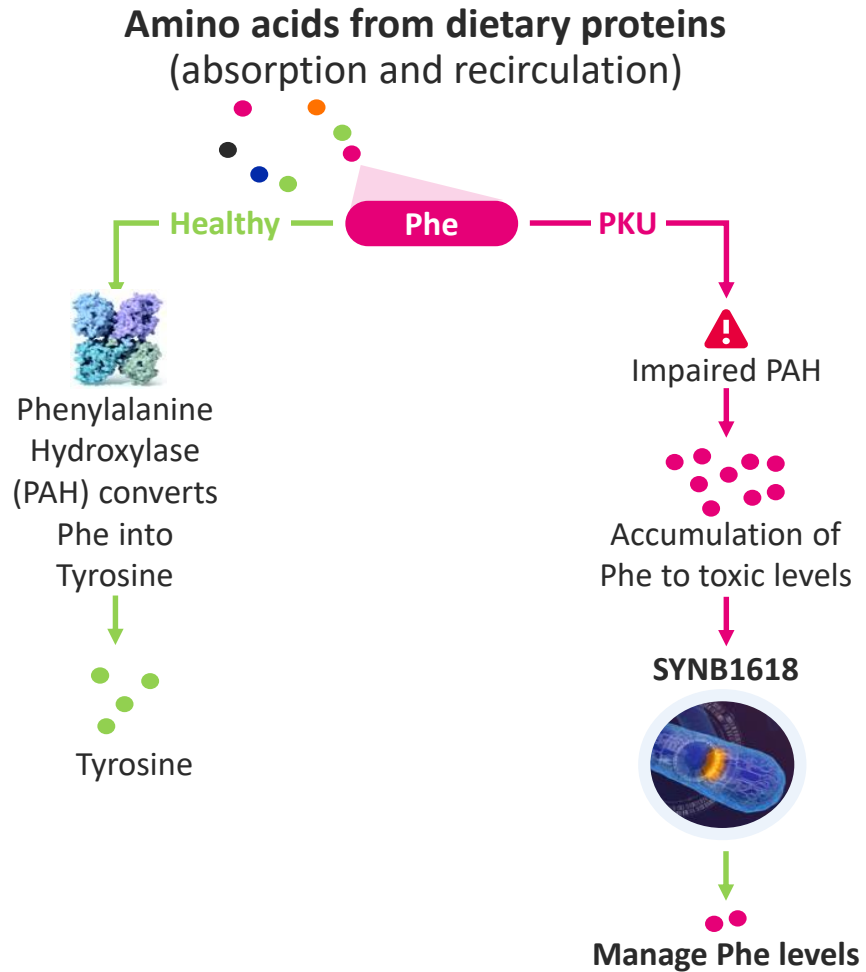 Amino acids from dietary proteins
(absorption and recirculation)
Healthy
Phe
PKU
Phenylalanine
Hydroxylase
(PAH) converts
Phe into
Tyrosine
Tyrosine
Impaired PAH
Accumulation of
Phe to toxic levels
SYNB1618
Manage Phe levels